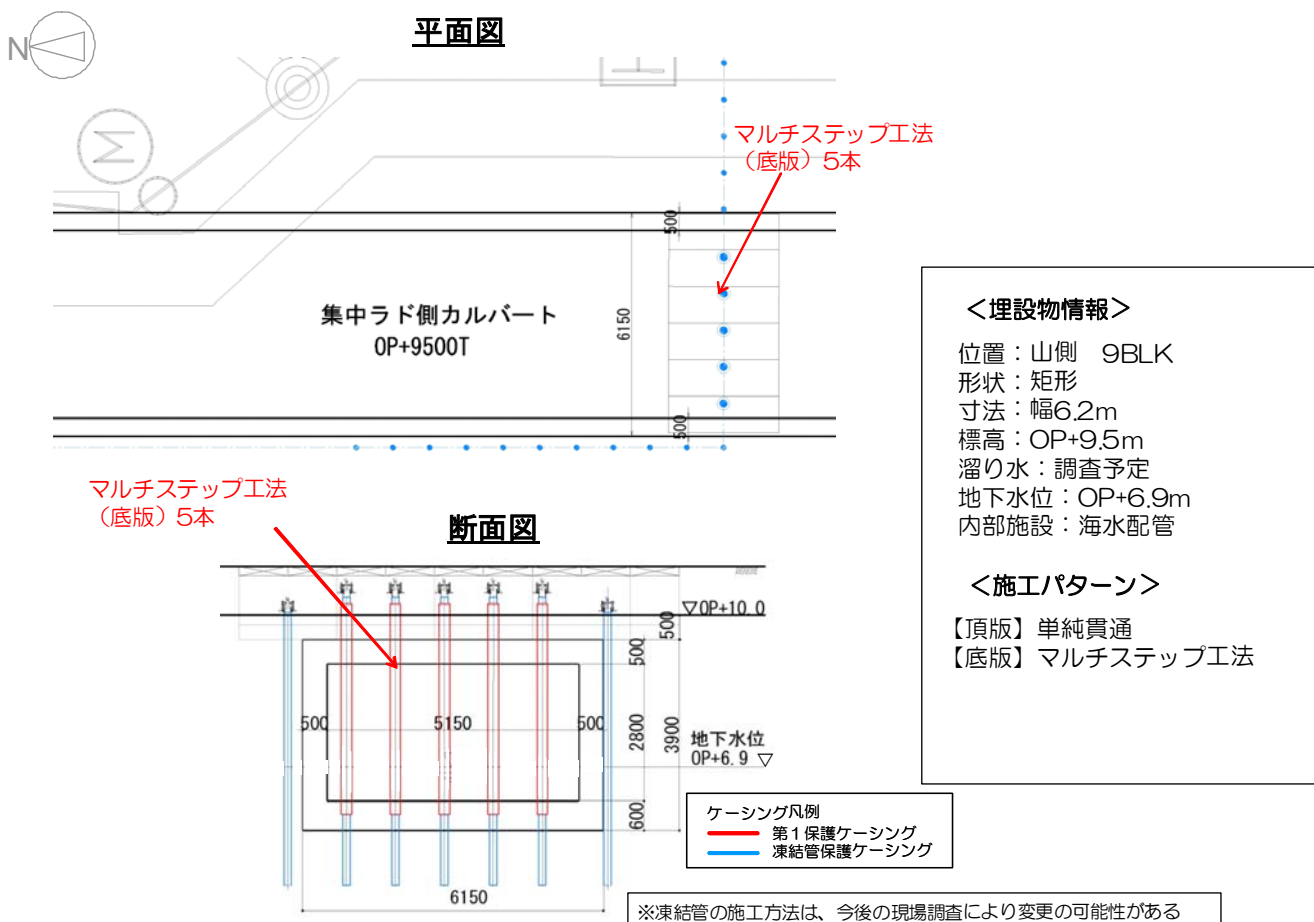 平面図
N
M
マルチステップ工法
(底版)5本
500
6150
集中ラド側カルバート
OP+9500T
500
マルチステップ工法
(底版)5本
断面図
▽OP+10.0
500
500
500
5150
500
2800
3900
地下水位
OP+6.9 ▽
600
6150
ケーシング凡例
第1保護ケーシング
凍結管保護ケーシング
<埋設物情報>
位置:山側 9BLK
形状:矩形
寸法:幅6.2m
標高:OP+9.5m
溜り水:調査予定
地下水位:OP+6.9m
内部施設:海水配管
<施工パターン>
【頂版】単純貫通
【底版】マルチステップ工法
※凍結管の施工方法は、今後の現場調査により変更の可能性がある